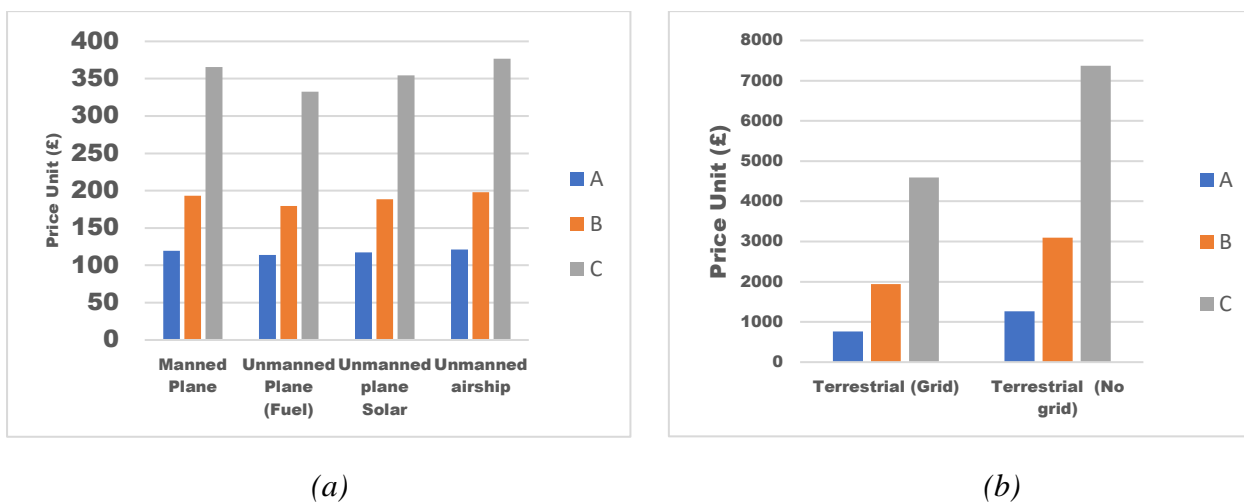 400
350
300
250
200
150
100
50
0
Price Unit (£)
Manned
Plane
Unmanned
Plane
(Fuel)
Unmanned
plane
Solar
Unmanned
airship
A
B
C
(a)
8000
7000
6000
5000
4000
3000
2000
1000
0
Price Unit (£)
Terrestrial (Grid)
Terrestrial (No
grid)
A
B
C
(b)